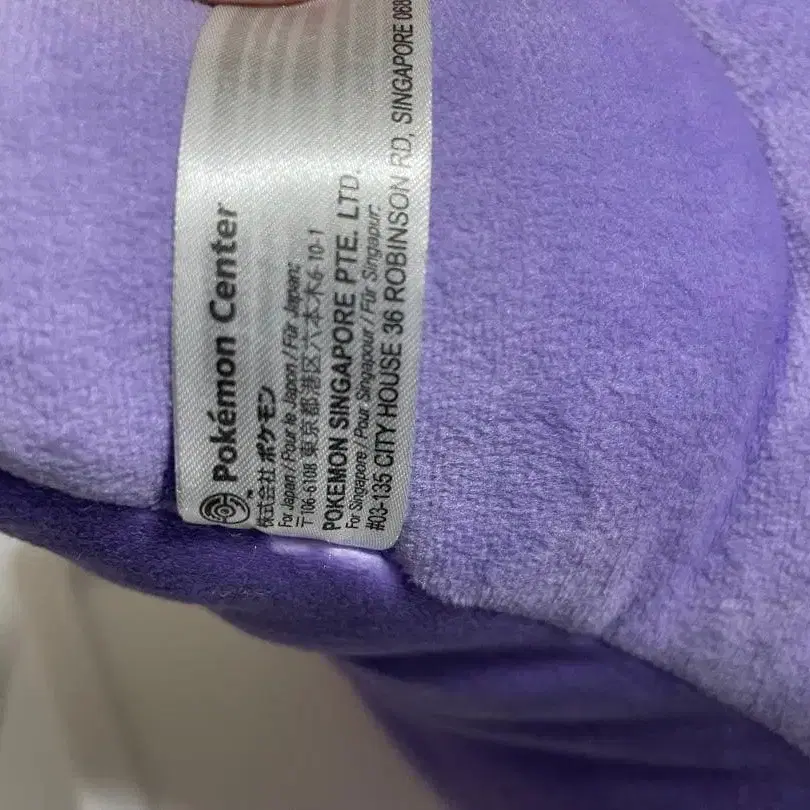 Pokémon Center
TM
株式会社 ポケモン
For Japan / Pour le Japon / Für Japan:
〒106-6108 東京都港区六本木6-10-1
POKEMON SINGAPORE PTE. LTD.
For Singapore / Pour Singapour / Für Singapur:
#03-135 CITY HOUSE 36 ROBINSON RD, SINGAPORE 068